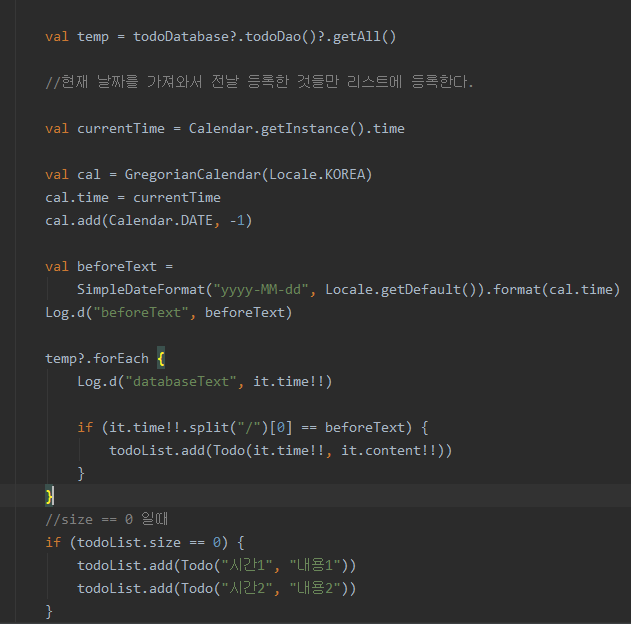 val temp = todoDatabase?.todoDao()?.getAll()
//현재 날짜를 가져와서 전날 등록한 것들만 리스트에 등록한다.
val currentTime = Calendar.getInstance().time
val cal = GregorianCalendar(Locale.KOREA)
cal.time = currentTime
cal.add(Calendar.DATE, -1)
val beforeText =
SimpleDateFormat("yyyy-MM-dd", Locale.getDefault()).format(cal.time)
Log.d("beforeText", beforeText)
temp?.forEach {
Log.d("databaseText", it.time!!)
if (it.time!!.split("/")[0] == beforeText) {
todoList.add(Todo(it.time!!, it.content!!))
}
}
//size == 0 일때
if (todoList.size == 0) {
todoList.add(Todo("시간1", "내용1"))
todoList.add(Todo("시간2", "내용2"))
}